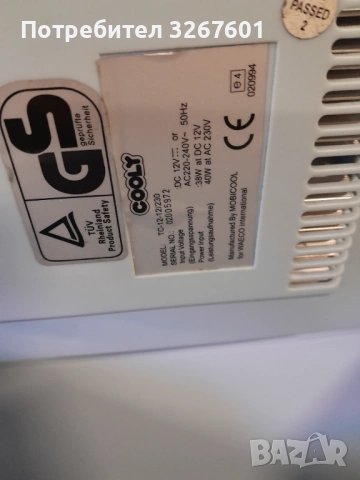 Потребител 3267601
PASSED
2
GS
geprüfte
Sicherheit
TÜV
Rheinland
Product Safety
COOLY
MODEL: TC-12-12/230
SERIAL NO.: 02005972
Input Voltage :DC 12V⎓ or
(Eingangsspannung) AC220-240V~ 50Hz
Power Input :38W at DC 12V
(Leistungsaufnahme) 40W at AC 230V
Manufactured By MOBICOOL
for WAECO International
CE
e4
020994
BAZAR